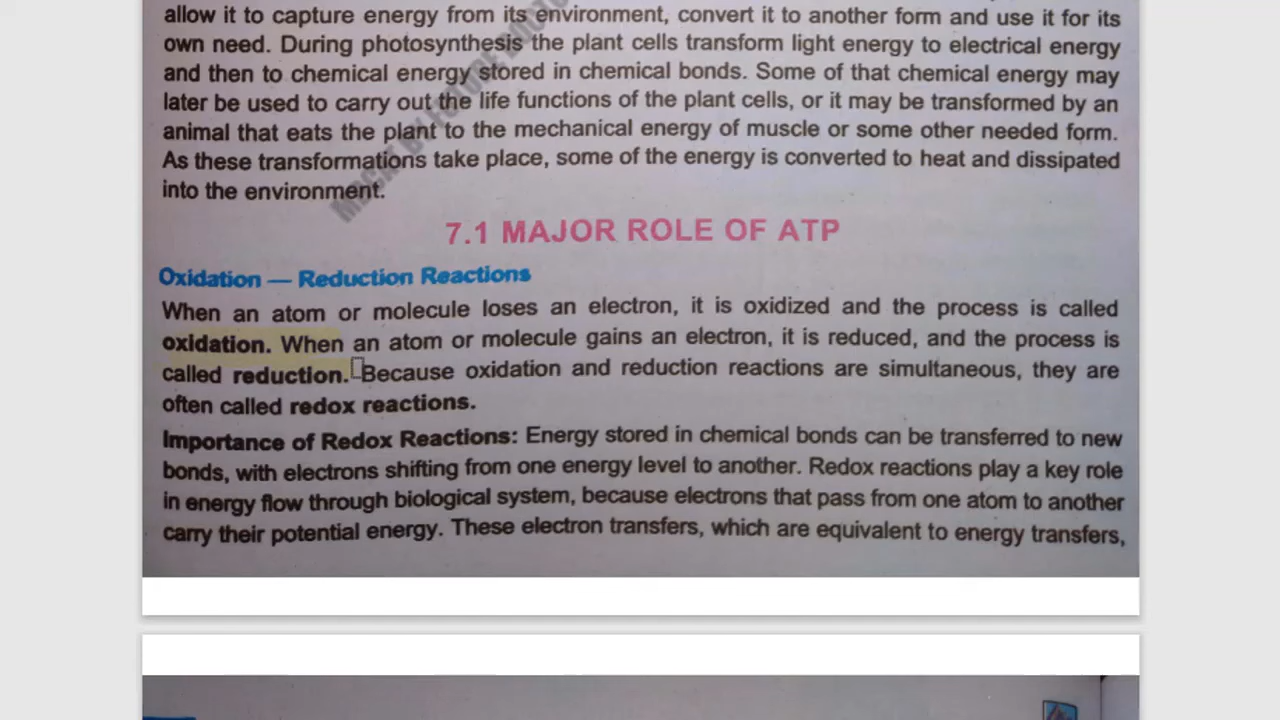 allow it to capture energy from its environment, convert it to another form and use it for its
own need. During photosynthesis the plant cells transform light energy to electrical energy
and then to chemical energy stored in chemical bonds. Some of that chemical energy may
later be used to carry out the life functions of the plant cells, or it may be transformed by an
animal that eats the plant to the mechanical energy of muscle or some other needed form.
As these transformations take place, some of the energy is converted to heat and dissipated
into the environment.
7.1 MAJOR ROLE OF ATP
Oxidation — Reduction Reactions
When an atom or molecule loses an electron, it is oxidized and the process is called
oxidation. When an atom or molecule gains an electron, it is reduced, and the process is
called reduction. Because oxidation and reduction reactions are simultaneous, they are
often called redox reactions.
Importance of Redox Reactions: Energy stored in chemical bonds can be transferred to new
bonds, with electrons shifting from one energy level to another. Redox reactions play a key role
in energy flow through biological system, because electrons that pass from one atom to another
carry their potential energy. These electron transfers, which are equivalent to energy transfers,